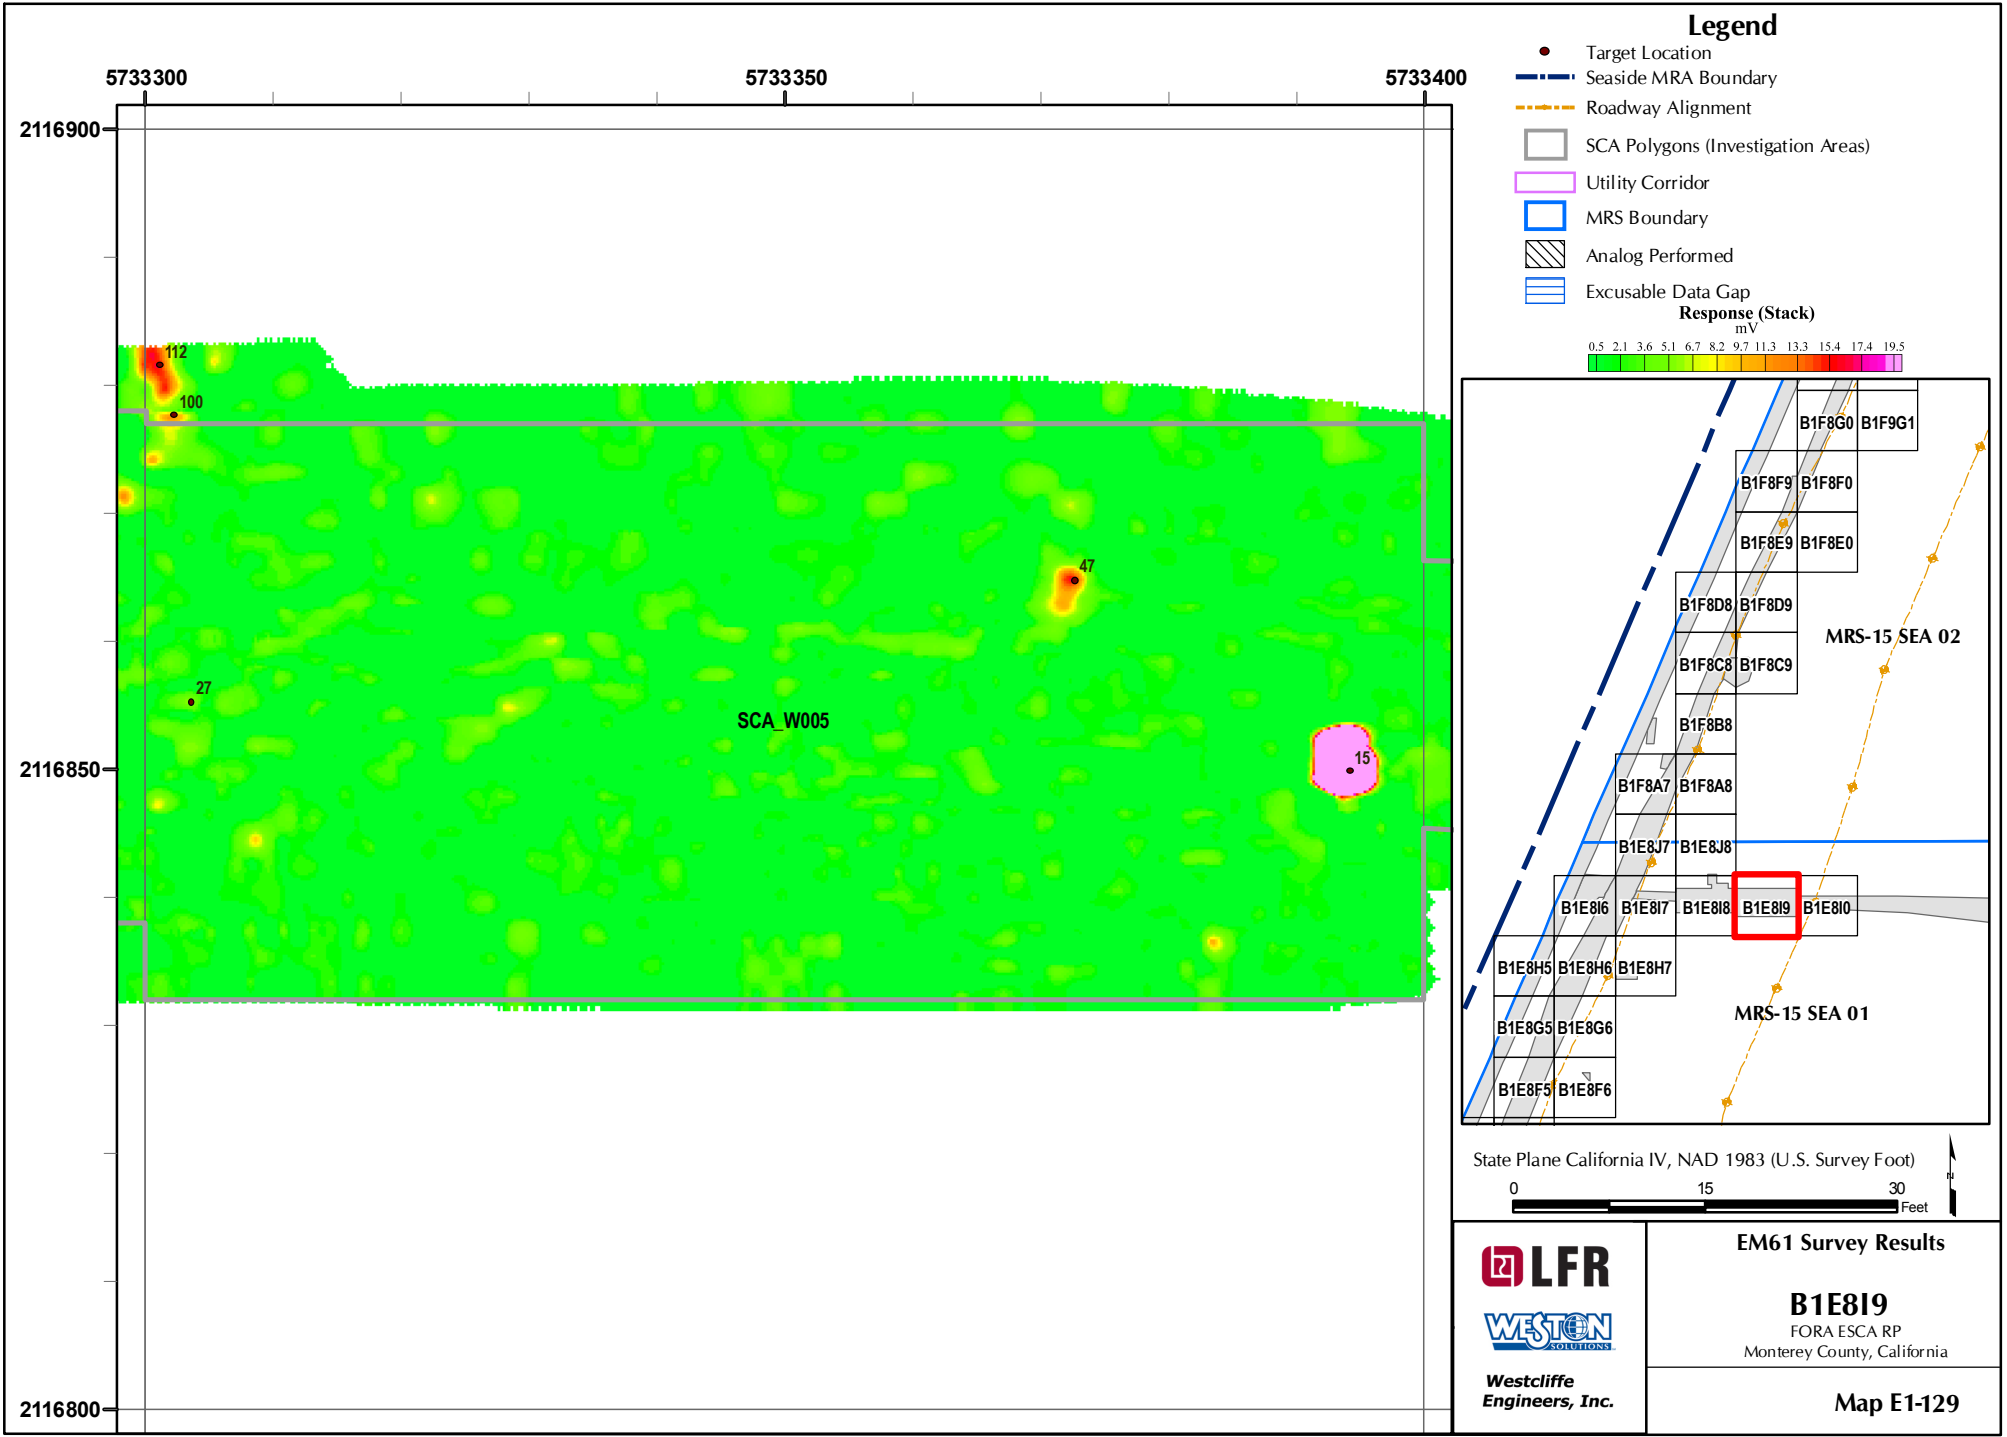 5733300
5733350
5733400
2116900
2116850
2116800
112
100
47
27
15
SCA_W005
Legend
Target Location
Seaside MRA Boundary
Roadway Alignment
SCA Polygons (Investigation Areas)
Utility Corridor
MRS Boundary
Analog Performed
Excusable Data Gap
Response (Stack)
mV
0.5 2.1 3.6 5.1 6.7 8.2 9.7 11.3 13.3 15.4 17.4 19.5
B1F8G0 B1F9G1
B1F8F9 B1F8F0
B1F8E9 B1F8E0
B1F8D8 B1F8D9
MRS-15 SEA 02
B1F8C8 B1F8C9
B1F8B8
B1F8A7 B1F8A8
B1E8J7 B1E8J8
B1E8I6 B1E8I7 B1E8I8 B1E8I9 B1E8I0
B1E8H5 B1E8H6 B1E8H7
MRS-15 SEA 01
B1E8G5 B1E8G6
B1E8F5 B1E8F6
State Plane California IV, NAD 1983 (U.S. Survey Foot)
N
0 15 30
Feet
LFR
WESTON
SOLUTIONS
Westcliffe
Engineers, Inc.
EM61 Survey Results
B1E8I9
FORA ESCA RP
Monterey County, California
Map E1-129